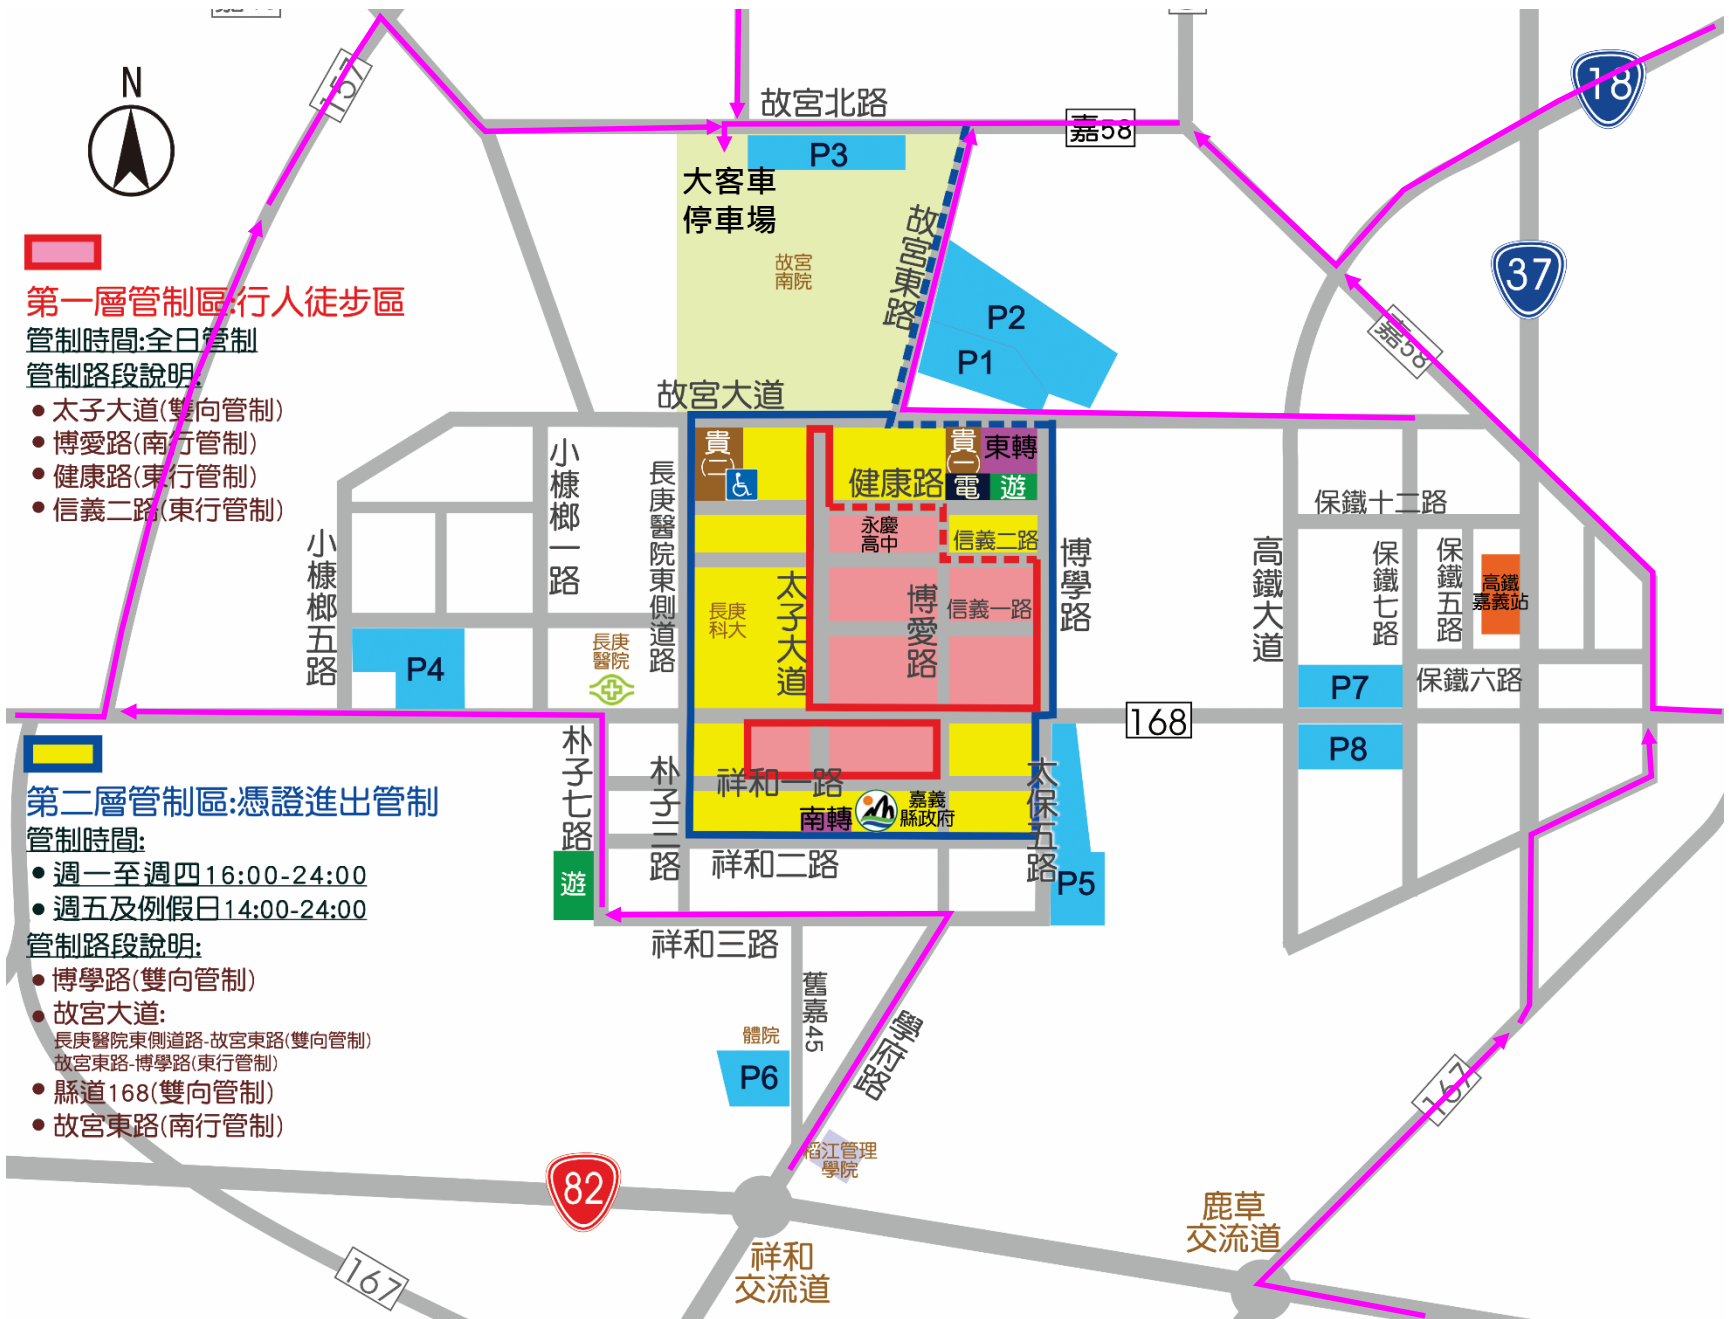 N
157
18
37
故宮北路
嘉58
P3
大客車
停車場
故宮
南院
故宮東路
P2
P1
嘉58
第一層管制區:行人徒步區
管制時間:全日管制
管制路段說明:
• 太子大道(雙向管制)
• 博愛路(南行管制)
• 健康路(東行管制)
• 信義二路(東行管制)
故宮大道
貴(二)
貴(一)
東轉
電
遊
健康路
永慶
高中
信義二路
信義一路
小槺榔一路
小槺榔五路
長庚醫院東側道路
長庚
科大
太子大道
博愛路
博學路
長庚
醫院
P4
高鐵大道
保鐵十二路
保鐵七路
保鐵五路
高鐵
嘉義站
保鐵六路
P7
P8
168
第二層管制區:憑證進出管制
管制時間:
• 週一至週四16:00-24:00
• 週五及例假日14:00-24:00
管制路段說明:
• 博學路(雙向管制)
• 故宮大道:
長庚醫院東側道路-故宮東路(雙向管制)
故宮東路-博學路(東行管制)
• 縣道168(雙向管制)
• 故宮東路(南行管制)
朴子七路
朴子二路
祥和一路
南轉
嘉義
縣政府
太保五路
祥和二路
遊
P5
祥和三路
舊嘉45
學府路
體院
P6
稻江管理
學院
82
167
167
祥和
交流道
鹿草
交流道